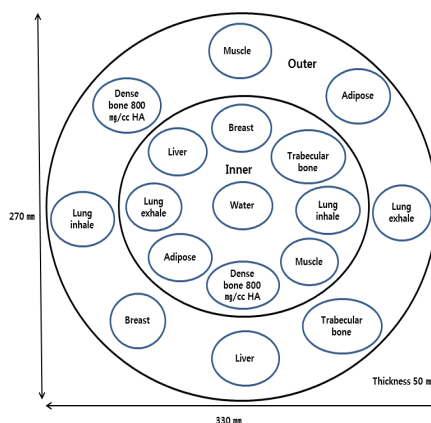 Muscle
Outer
Adipose
Dense
bone 800
mg/cc HA
Breast
Liver
Trabecular
bone
Inner
Lung
inhale
Lung
exhale
Water
Lung
inhale
Lung
exhale
270 mm
Adipose
Muscle
Dense
bone 800
mg/cc HA
Breast
Trabecular
bone
Liver
Thickness 50 m
330 mm